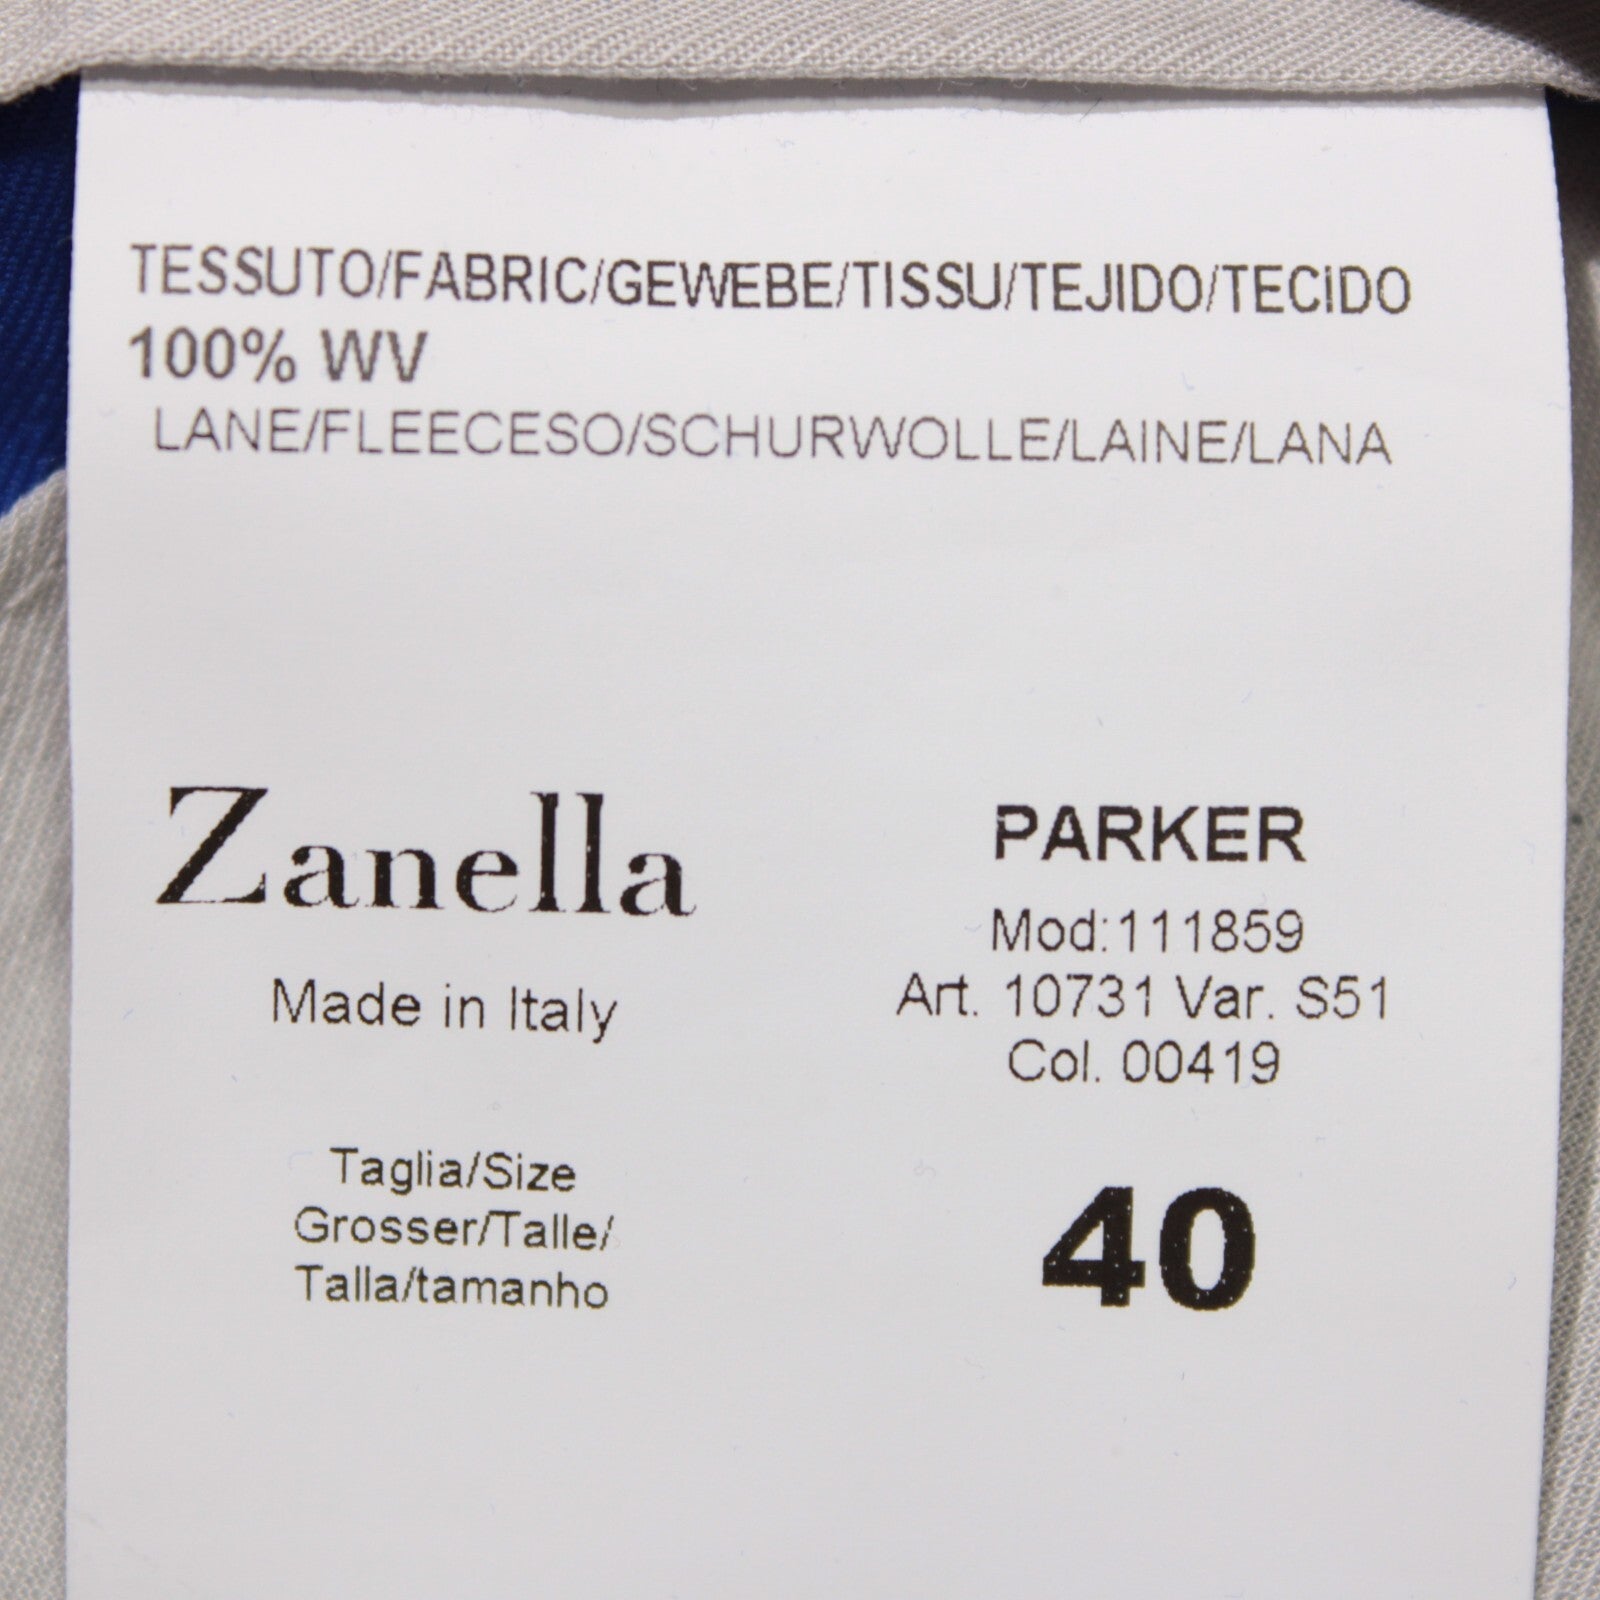 TESSUTO/FABRIC/GEWEBE/TISSU/TEJIDO/TECIDO
100% WV
LANE/FLEECESO/SCHURWOLLE/LAINE/LANA
Zanella
Made in Italy
PARKER
Mod:111859
Art. 10731 Var. S51
Col. 00419
Taglia/Size
Grosser/Talle/
Talla/tamanho
40